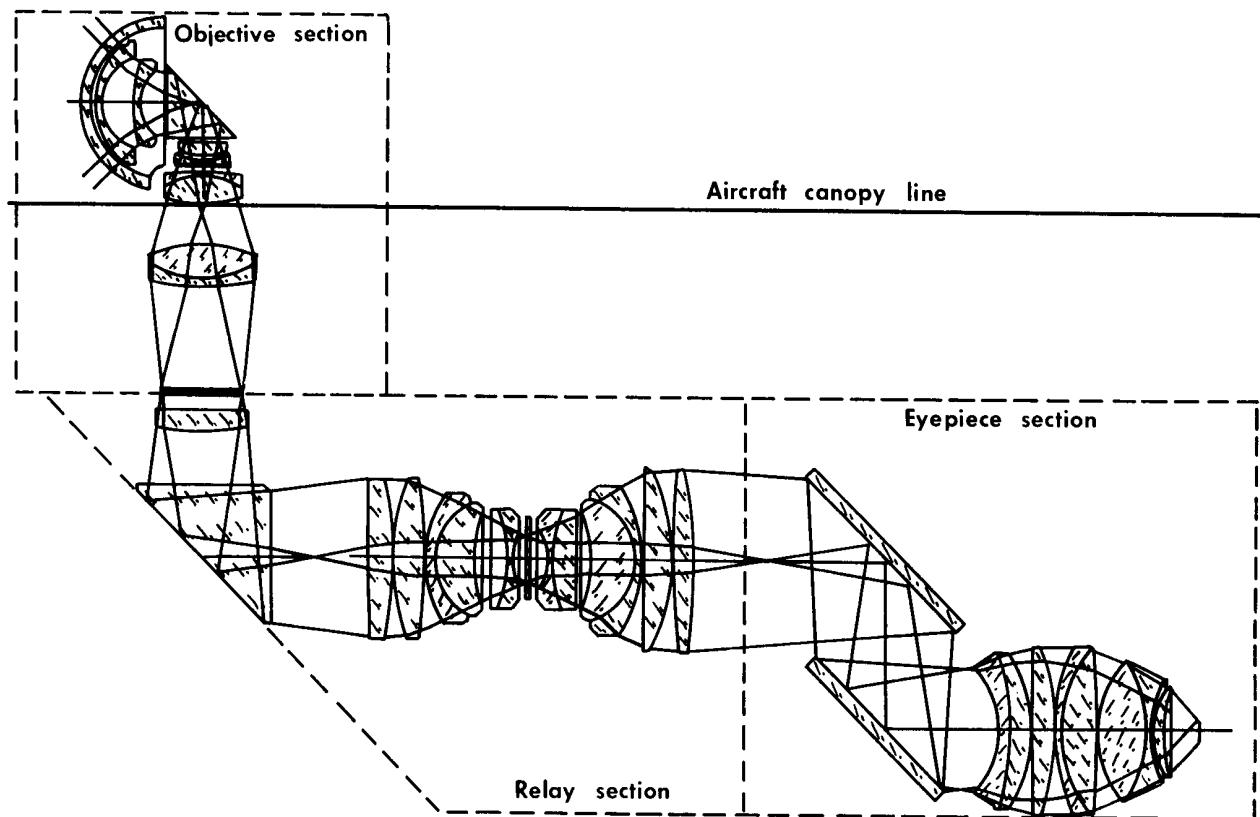 Objective section
Aircraft canopy line
Eyepiece section
Relay section